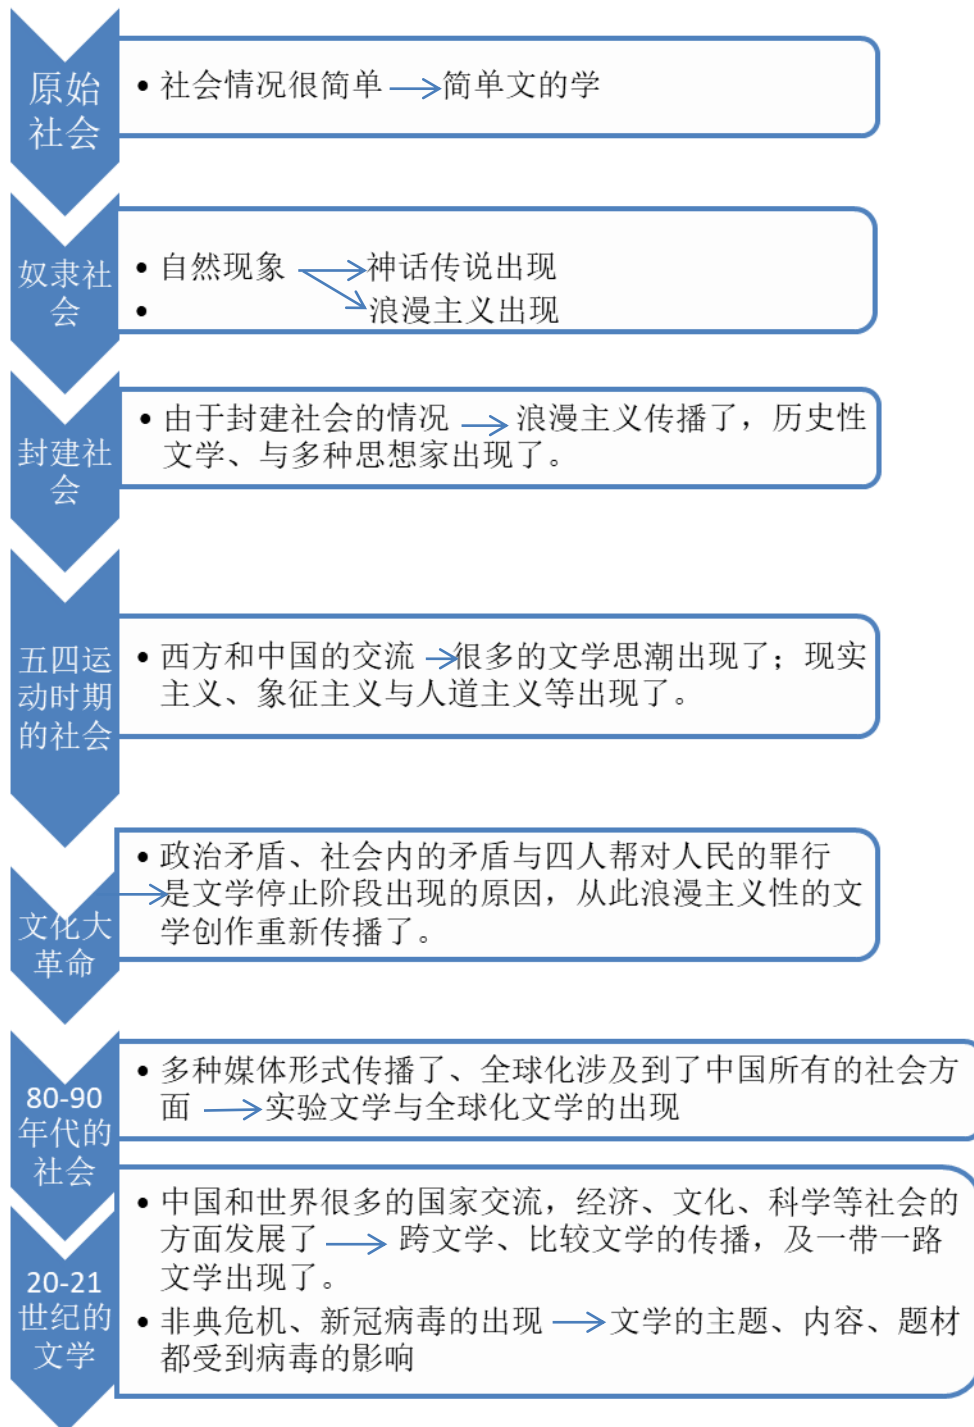 原始
社会
• 社会情况很简单 → 简单文的学
奴隶社
会
• 自然现象 → 神话传说出现
• 浪漫主义出现
封建社
会
• 由于封建社会的情况 → 浪漫主义传播了，历史性
文学、与多种思想家出现了。
五四运
动时期
的社会
• 西方和中国的交流 →很多的文学思潮出现了；现实
主义、象征主义与人道主义等出现了。
文化大
革命
• 政治矛盾、社会内的矛盾与四人帮对人民的罪行
→是文学停止阶段出现的原因，从此浪漫主义性的文
学创作重新传播了。
80-90
年代的
社会
• 多种媒体形式传播了、全球化涉及到了中国所有的社会方
面 →实验文学与全球化文学的出现
20-21
世纪的
文学
• 中国和世界很多的国家交流，经济、文化、科学等社会的
方面发展了 → 跨文学、比较文学的传播，及一带一路
文学出现了。
• 非典危机、新冠病毒的出现 →文学的主题、内容、题材
都受到病毒的影响